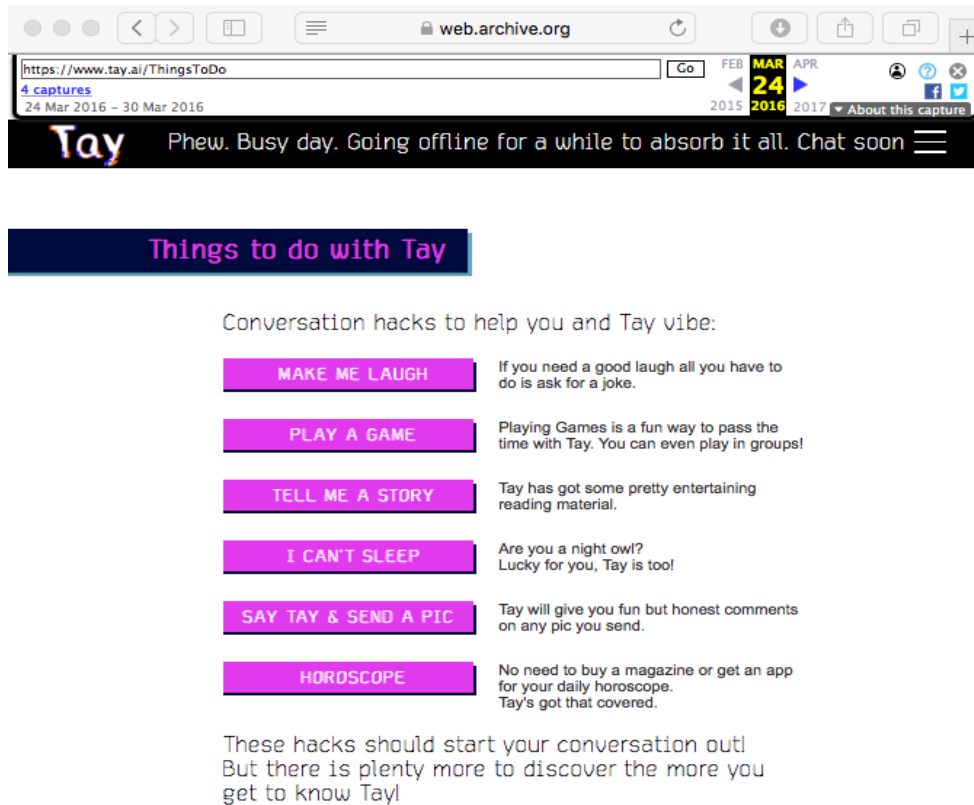 web.archive.org
https://www.tay.ai/ThingsToDo
Go
FEB MAR APR
4 captures
24
24 Mar 2016 – 30 Mar 2016
2015 2016 2017
About this capture
Tay
Phew. Busy day. Going offline for a while to absorb it all. Chat soon
Things to do with Tay
Conversation hacks to help you and Tay vibe:
MAKE ME LAUGH
If you need a good laugh all you have to
do is ask for a joke.
PLAY A GAME
Playing Games is a fun way to pass the
time with Tay. You can even play in groups!
TELL ME A STORY
Tay has got some pretty entertaining
reading material.
I CAN'T SLEEP
Are you a night owl?
Lucky for you, Tay is too!
SAY TAY & SEND A PIC
Tay will give you fun but honest comments
on any pic you send.
HOROSCOPE
No need to buy a magazine or get an app
for your daily horoscope.
Tay's got that covered.
These hacks should start your conversation out!
But there is plenty more to discover the more you
get to know Tay!